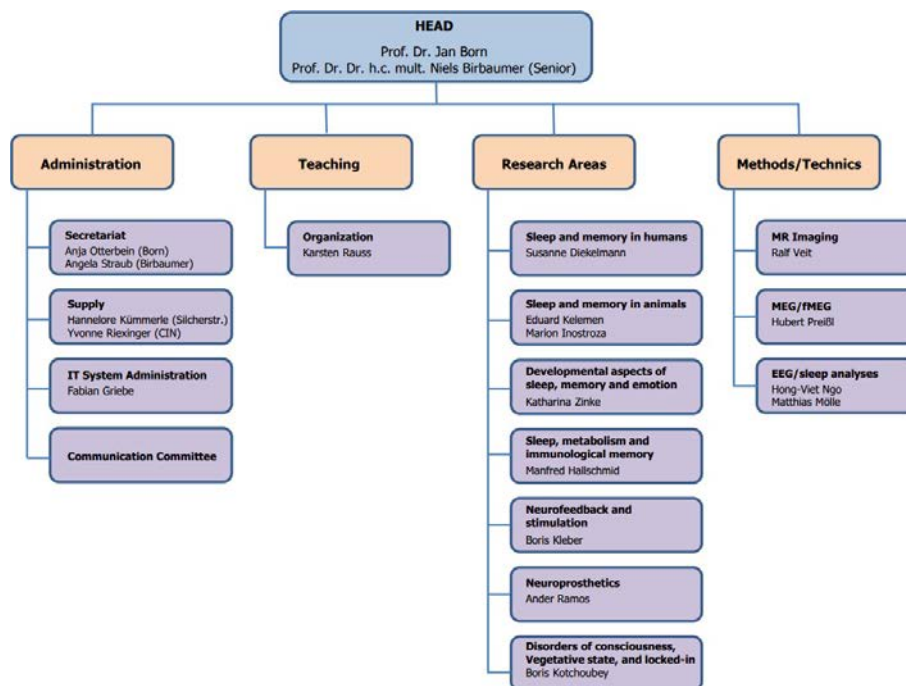 HEAD
Prof. Dr. Jan Born
Prof. Dr. Dr. h.c. mult. Niels Birbaumer (Senior)
Administration
Teaching
Research Areas
Methods/Technics
Secretariat
Anja Otterbein (Born)
Angela Straub (Birbaumer)
Supply
Hannelore Kümmerle (Silcherstr.)
Yvonne Riexinger (CIN)
IT System Administration
Fabian Griebe
Communication Committee
Organization
Karsten Rauss
Sleep and memory in humans
Susanne Diekelmann
Sleep and memory in animals
Eduard Kelemen
Marion Inostroza
Developmental aspects of
sleep, memory and emotion
Katharina Zinke
Sleep, metabolism and
immunological memory
Manfred Hallschmid
Neurofeedback and
stimulation
Boris Kleber
Neuroprosthetics
Ander Ramos
Disorders of consciousness,
Vegetative state, and locked-in
Boris Kotchoubey
MR Imaging
Ralf Veit
MEG/fMEG
Hubert Preißl
EEG/sleep analyses
Hong-Viet Ngo
Matthias Mölle